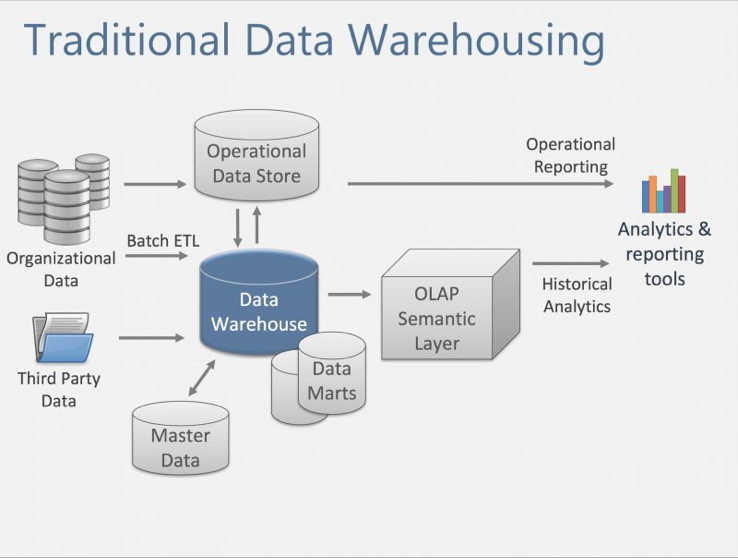 Traditional Data Warehousing
Operational
Data Store
Operational
Reporting
Analytics &
reporting
tools
Organizational
Data
Batch ETL
Data
Warehouse
OLAP
Semantic
Layer
Historical
Analytics
Third Party
Data
Data
Marts
Master
Data